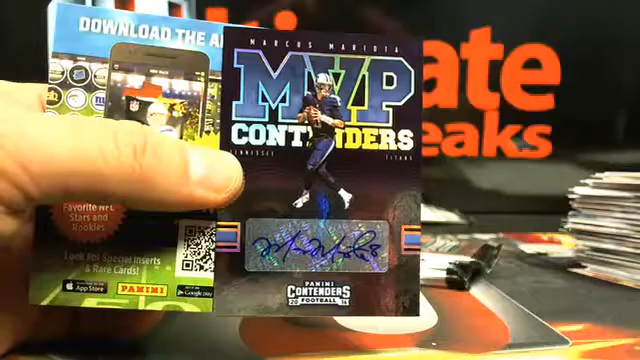 DOWNLOAD THE A
MARCUS MARIOTA
MVP
CONTENDERS
TENNESSEE
TITANS
Favorite NFL
Stars and
Rookies
Look For Special Inserts
& Rare Cards!
App Store
PANINI
Google play
PANINI
CONTENDERS
20 16
FOOTBALL
ate
eaks